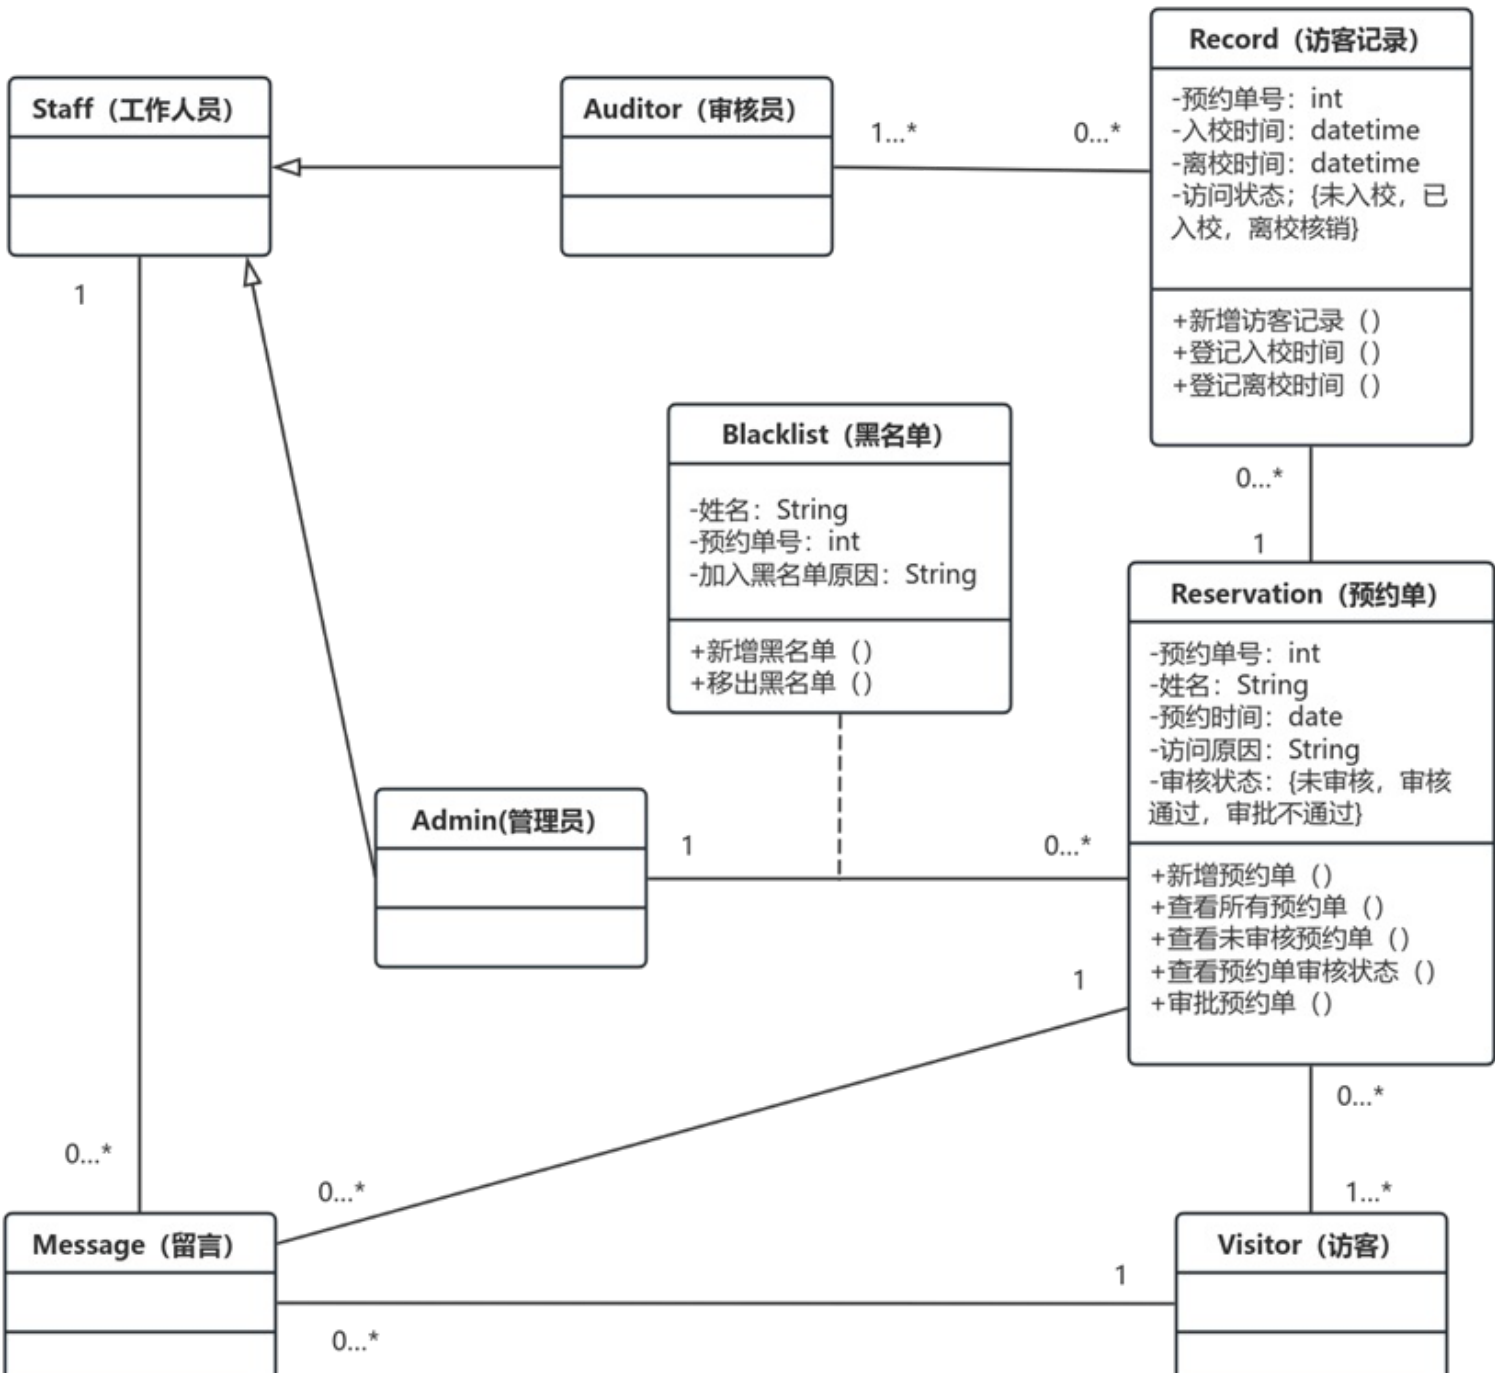 Record（访客记录）
-预约单号：int
-入校时间：datetime
-离校时间：datetime
-访问状态；{未入校，已
入校，离校核销}
+新增访客记录（）
+登记入校时间（）
+登记离校时间（）
Staff（工作人员）
Auditor（审核员）
1...*
0...*
1
Blacklist（黑名单）
-姓名：String
-预约单号：int
-加入黑名单原因：String
+新增黑名单（）
+移出黑名单（）
0...*
1
Reservation（预约单）
-预约单号：int
-姓名：String
-预约时间：date
-访问原因：String
-审核状态：{未审核，审核
通过，审批不通过}
+新增预约单（）
+查看所有预约单（）
+查看未审核预约单（）
+查看预约单审核状态（）
+审批预约单（）
Admin(管理员）
1
0...*
1
0...*
1...*
0...*
0...*
Message（留言）
Visitor（访客）
1
0...*